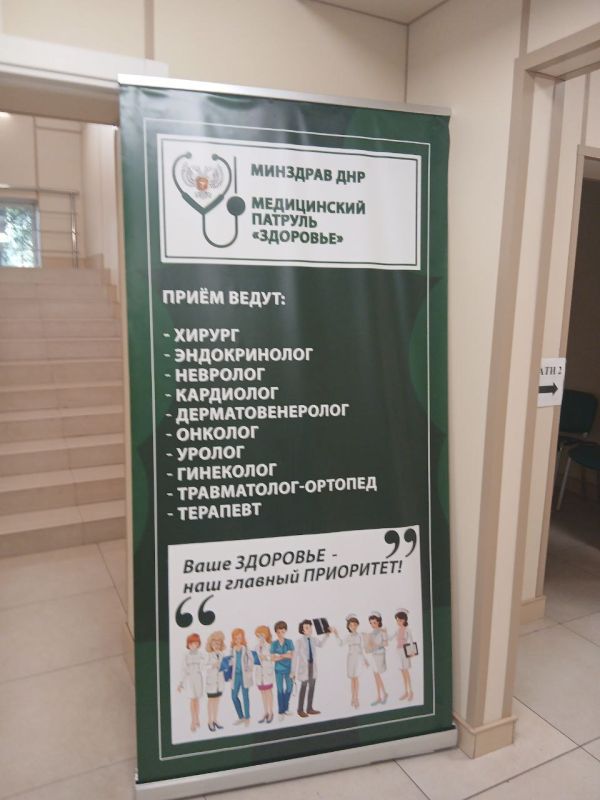 МИНЗДРАВ ДНР
МЕДИЦИНСКИЙ
ПАТРУЛЬ
«ЗДОРОВЬЕ»
ПРИЁМ ВЕДУТ:
- ХИРУРГ
- ЭНДОКРИНОЛОГ
- НЕВРОЛОГ
- КАРДИОЛОГ
- ДЕРМАТОВЕНЕРОЛОГ
- ОНКОЛОГ
- УРОЛОГ
- ГИНЕКОЛОГ
- ТРАВМАТОЛОГ-ОРТОПЕД
- ТЕРАПЕВТ
Ваше ЗДОРОВЬЕ -
наш главный ПРИОРИТЕТ!